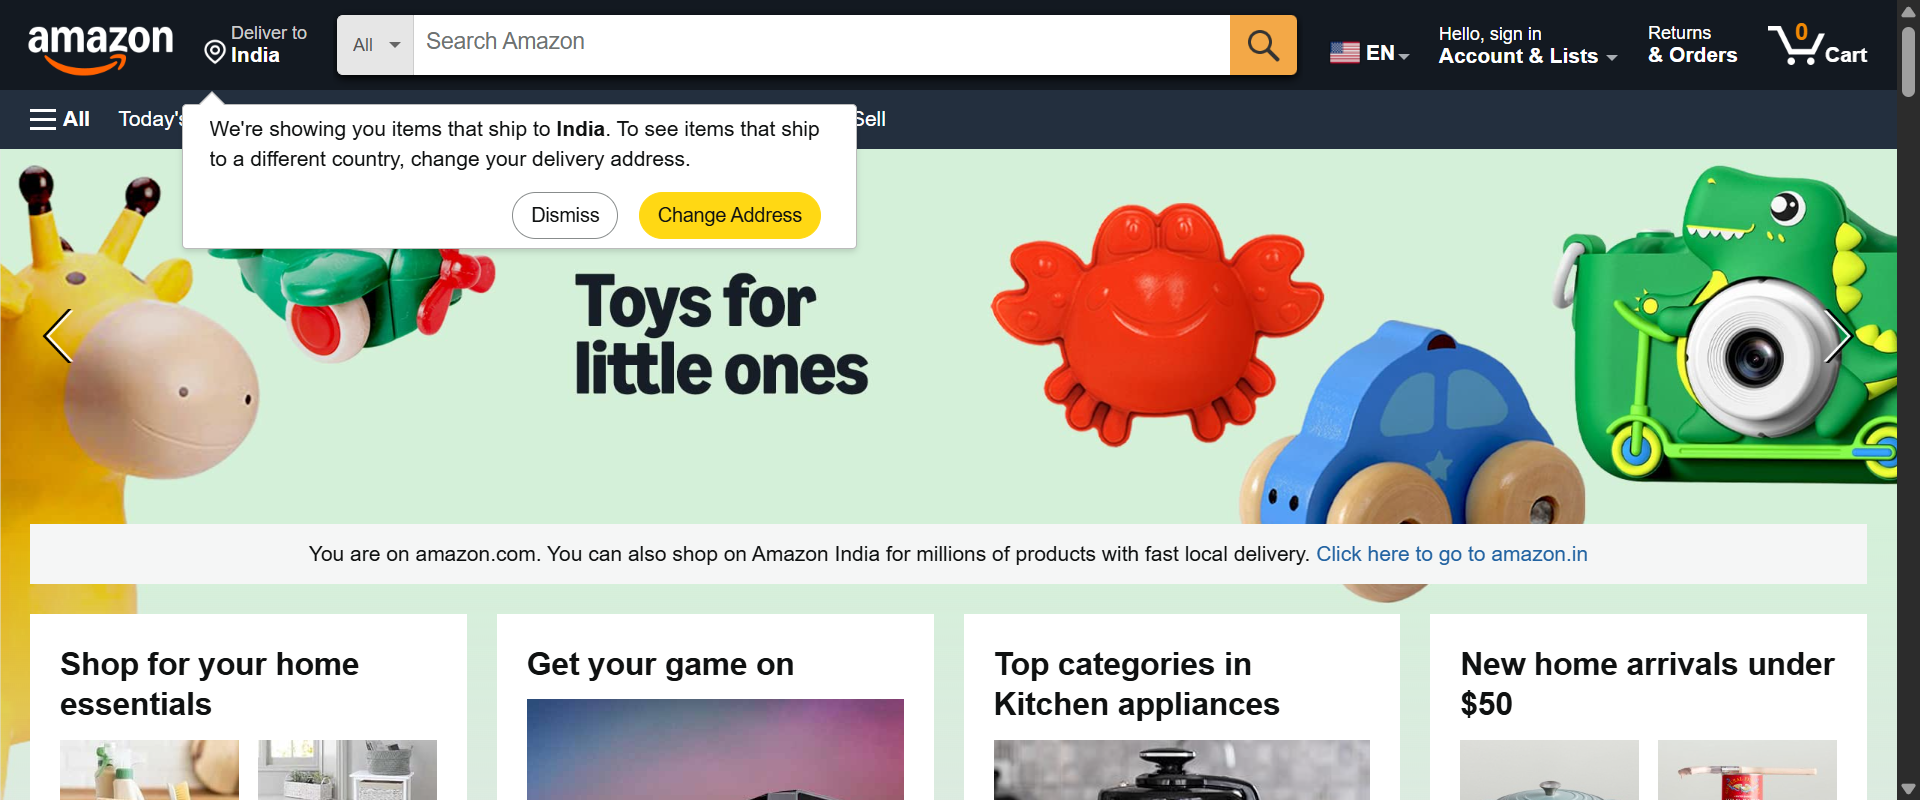 amazon
Deliver to
India
All
Search Amazon
EN
Hello, sign in
Account & Lists
Returns
& Orders
0
Cart
All
Today's
Sell
We're showing you items that ship to India. To see items that ship
to a different country, change your delivery address.
Dismiss
Change Address
Toys for
little ones
You are on amazon.com. You can also shop on Amazon India for millions of products with fast local delivery. Click here to go to amazon.in
Shop for your home
essentials
Get your game on
Top categories in
Kitchen appliances
New home arrivals under
$50